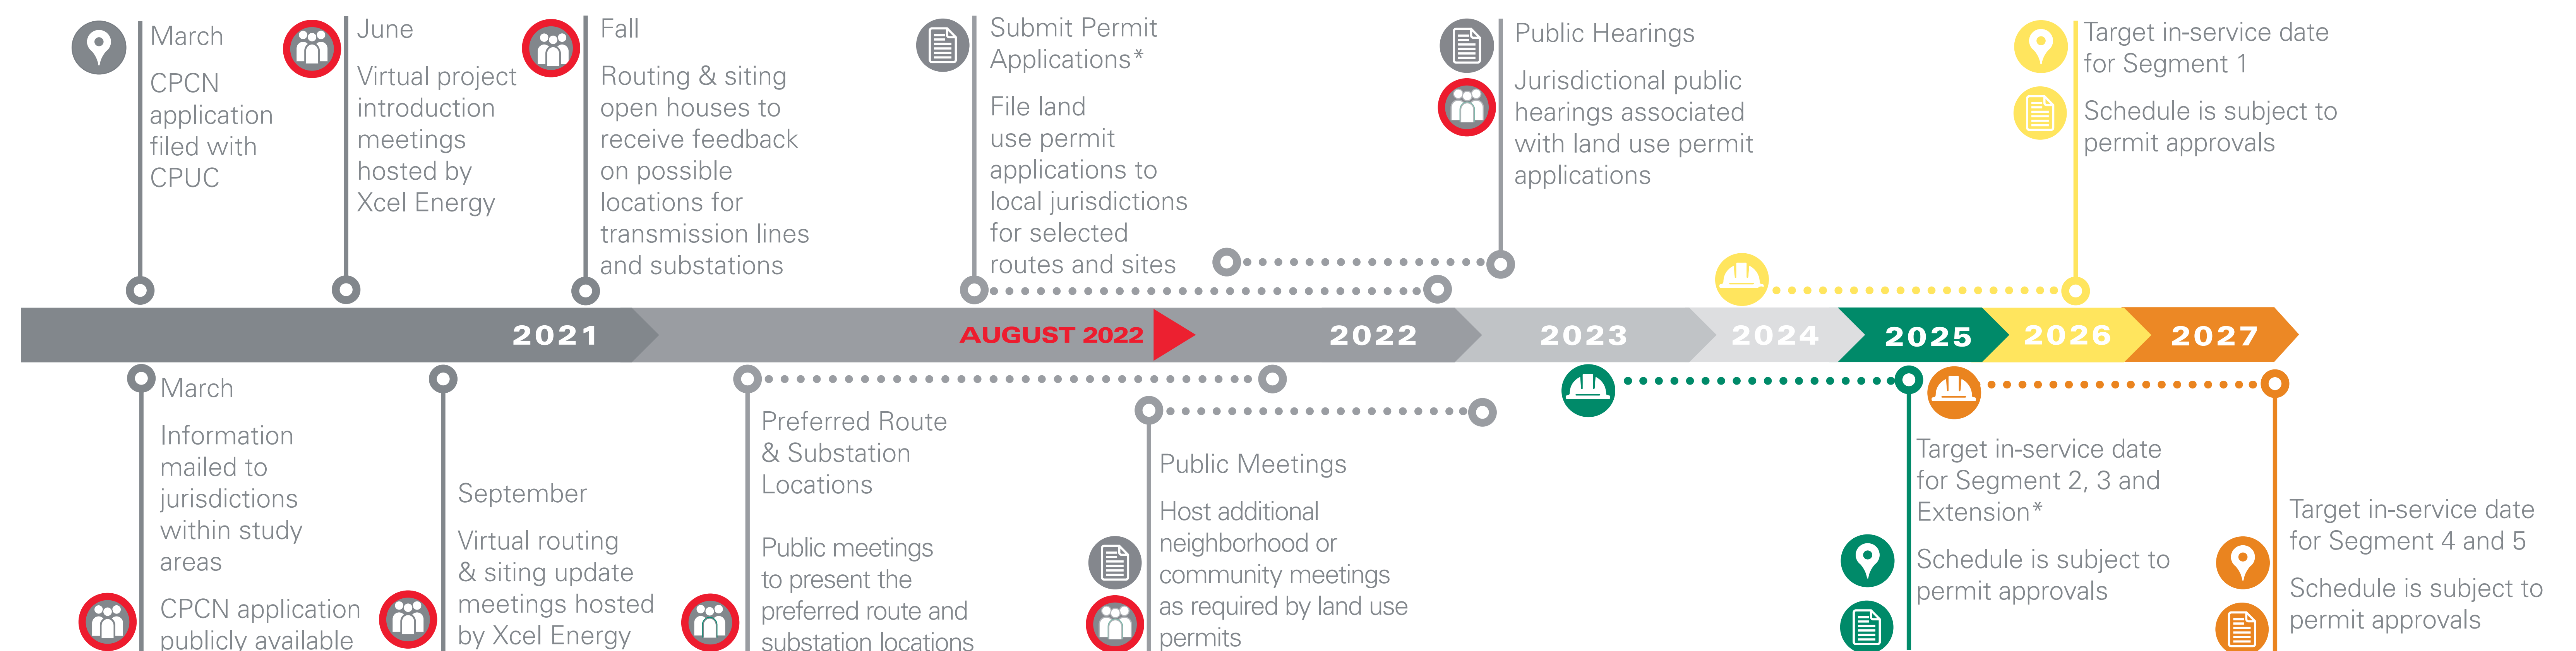 March
CPCN
application
filed with
CPUC
June
Virtual project
introduction
meetings
hosted by
Xcel Energy
Fall
Routing & siting
open houses to
receive feedback
on possible
locations for
transmission lines
and substations
Submit Permit
Applications*
File land
use permit
applications to
local jurisdictions
for selected
routes and sites
Public Hearings
Jurisdictional public
hearings associated
with land use permit
applications
Target in-service date
for Segment 1
Schedule is subject to
permit approvals
2021
AUGUST 2022
2022
2023
2024
2025
2026
2027
March
Information
mailed to
jurisdictions
within study
areas
CPCN application
publicly available
September
Virtual routing
& siting update
meetings hosted
by Xcel Energy
Preferred Route
& Substation
Locations
Public meetings
to present the
preferred route and
substation locations
Public Meetings
Host additional
neighborhood or
community meetings
as required by land use
permits
Target in-service date
for Segment 2, 3 and
Extension*
Schedule is subject to
permit approvals
Target in-service date
for Segment 4 and 5
Schedule is subject to
permit approvals